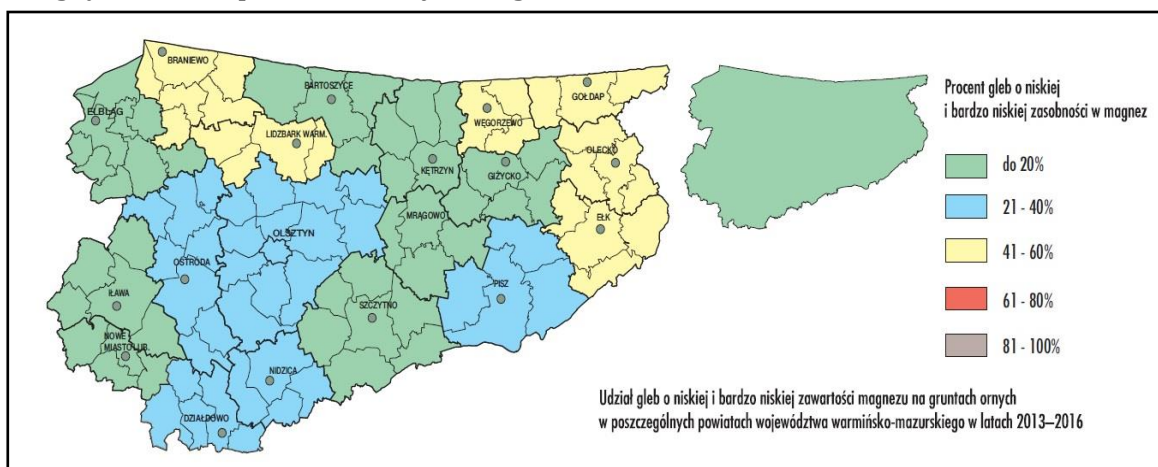 BRANIEWO
GOŁDAP
BARTOSZYCE
ELBLĄG
WĘGORZEWO
LIDZBARK WARM.
OLECKO
KĘTRZYN
GIŻYCKO
MRĄGOWO
EŁK
OLSZTYN
OSTRÓDA
PISZ
IŁAWA
SZCZYTNO
NOWE
MIASTO LUB.
NIDZICA
DZIAŁDOWO
Procent gleb o niskiej
i bardzo niskiej zasobności w magnez
do 20%
21 - 40%
41 - 60%
61 - 80%
81 - 100%
Udział gleb o niskiej i bardzo niskiej zawartości magnezu na gruntach ornych
w poszczególnych powiatach województwa warmińsko-mazurskiego w latach 2013–2016